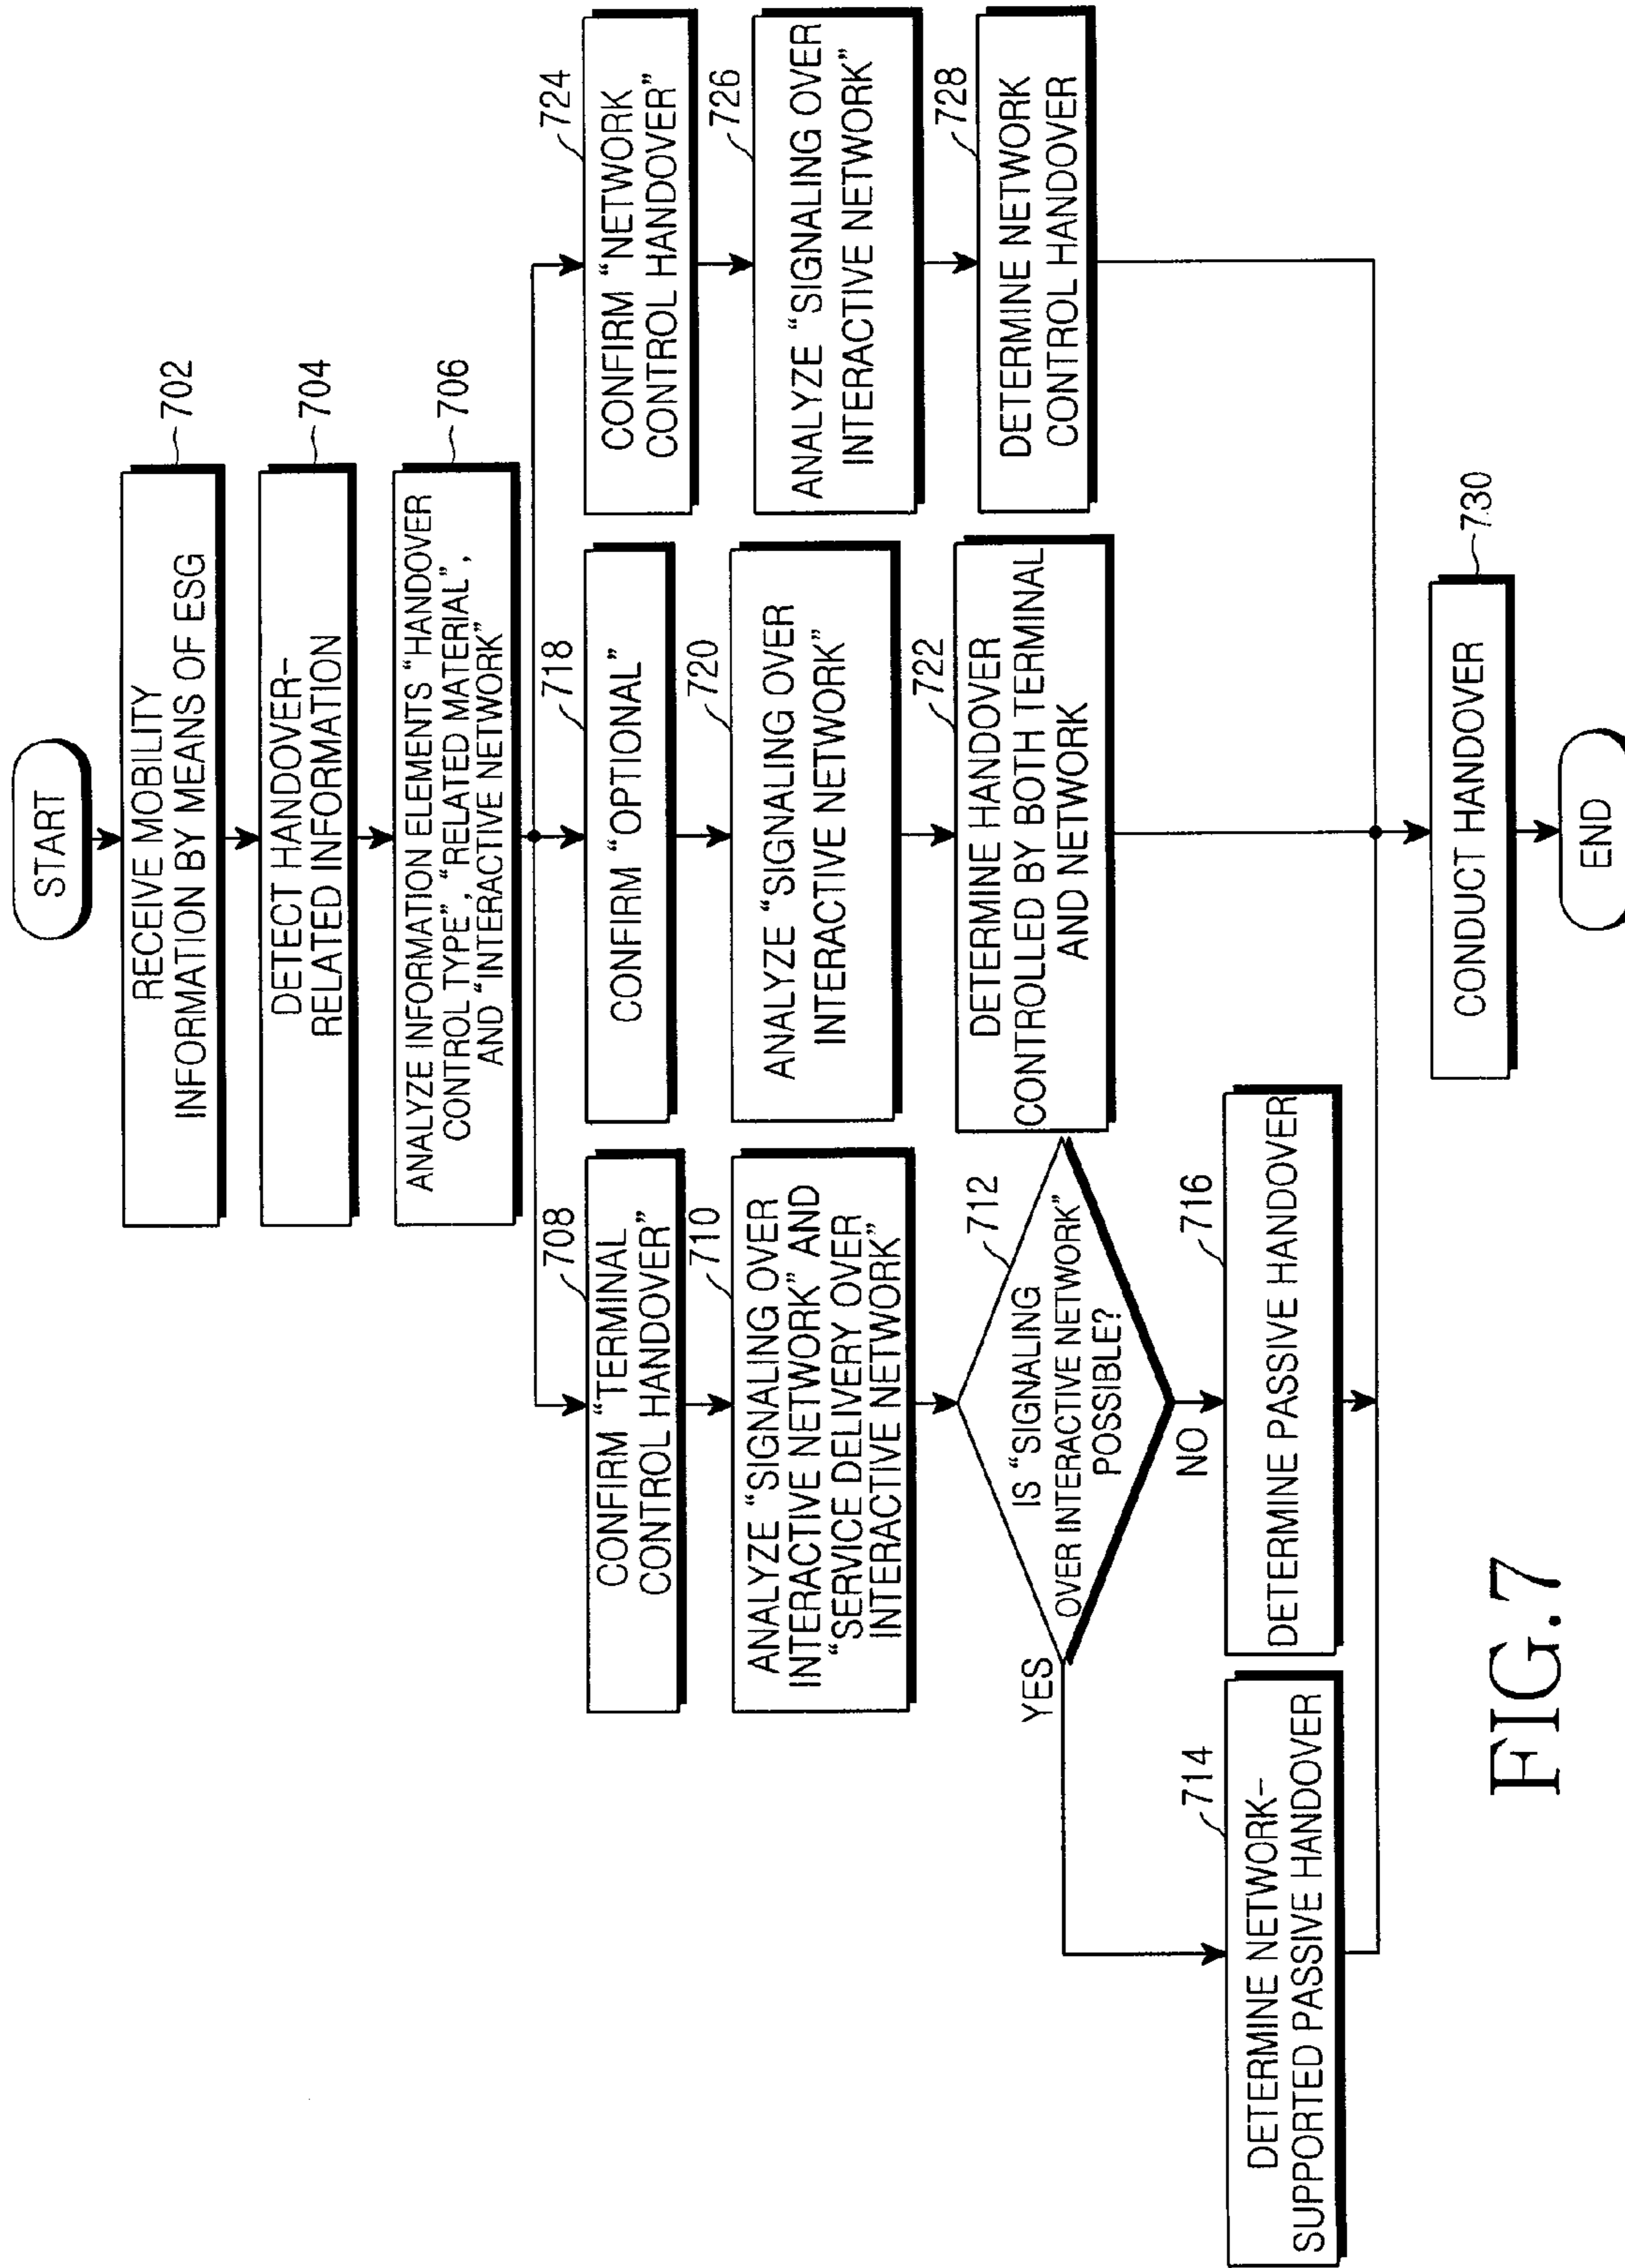 START
RECEIVE MOBILITY
INFORMATION BY MEANS OF ESG
702
DETECT HANDOVER-
RELATED INFORMATION
704
ANALYZE INFORMATION ELEMENTS "HANDOVER
CONTROL TYPE", "RELATED MATERIAL",
AND "INTERACTIVE NETWORK"
706
708
CONFIRM "TERMINAL
CONTROL HANDOVER"
710
ANALYZE "SIGNALING OVER
INTERACTIVE NETWORK" AND
"SERVICE DELIVERY OVER
INTERACTIVE NETWORK"
712
IS "SIGNALING
OVER INTERACTIVE NETWORK"
POSSIBLE?
YES
NO
714
DETERMINE NETWORK-
SUPPORTED PASSIVE HANDOVER
716
DETERMINE PASSIVE HANDOVER
718
CONFIRM "OPTIONAL"
720
ANALYZE "SIGNALING OVER
INTERACTIVE NETWORK"
722
DETERMINE HANDOVER
CONTROLLED BY BOTH TERMINAL
AND NETWORK
724
CONFIRM "NETWORK
CONTROL HANDOVER"
726
ANALYZE "SIGNALING OVER
INTERACTIVE NETWORK"
728
DETERMINE NETWORK
CONTROL HANDOVER
CONDUCT HANDOVER
730
END
FIG.7